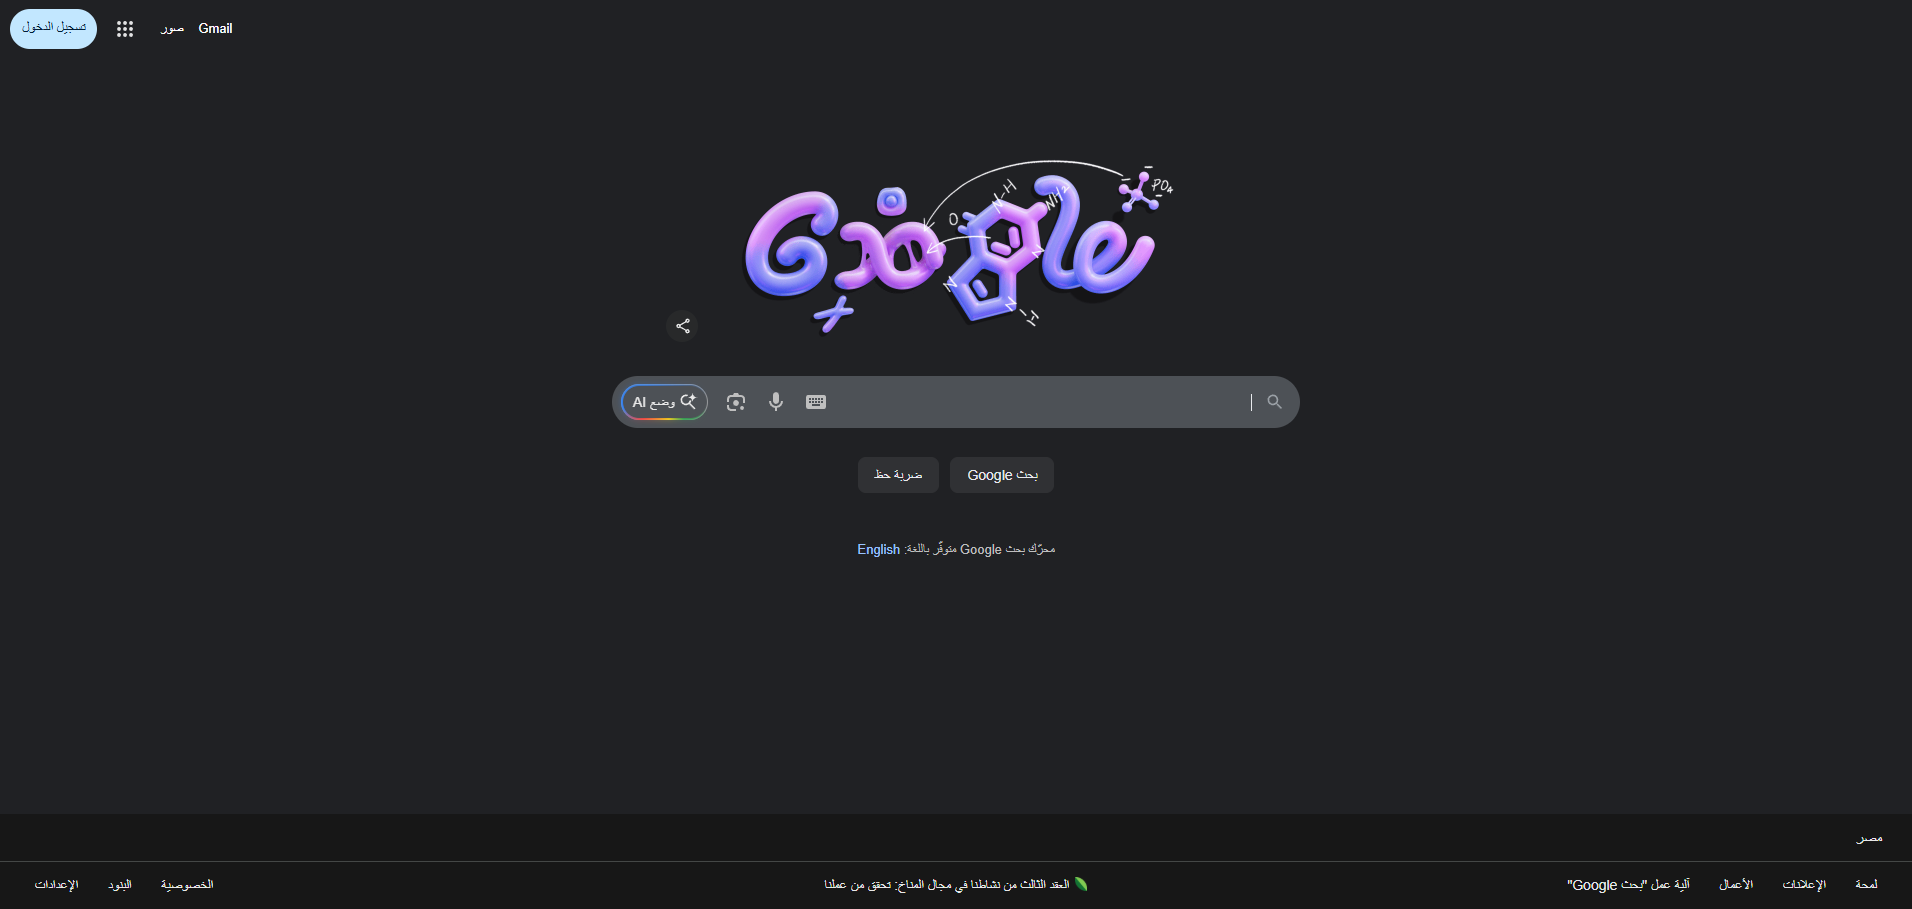 Gmail صور تسجيل الدخول
N-H
NH₂
O
PO₄
N
N
N-H
وضع AI
بحث Google
ضربة حظ
محرّك بحث Google متوفّر باللغة: English
مصر
لمحة الإعلانات الأعمال آلية عمل "بحث Google"
العقد الثالث من نشاطنا في مجال المناخ: تحقق من عملنا
الخصوصية البنود الإعدادات